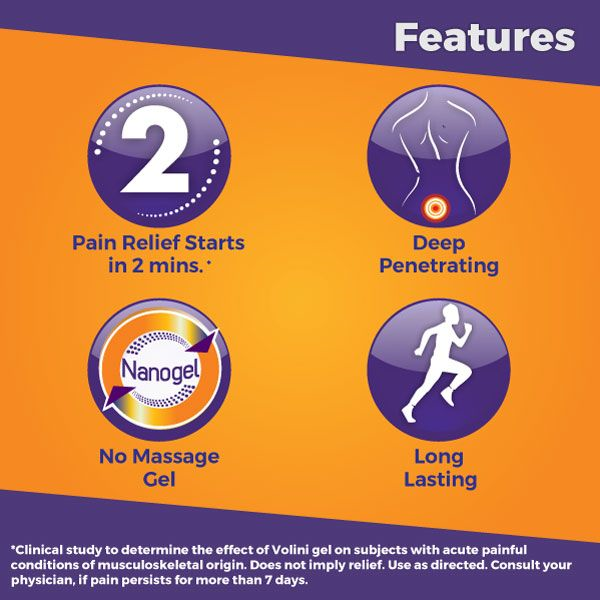 Features
2
Pain Relief Starts
in 2 mins.*
Deep
Penetrating
Nanogel
No Massage
Gel
Long
Lasting
*Clinical study to determine the effect of Volini gel on subjects with acute painful
conditions of musculoskeletal origin. Does not imply relief. Use as directed. Consult your
physician, if pain persists for more than 7 days.